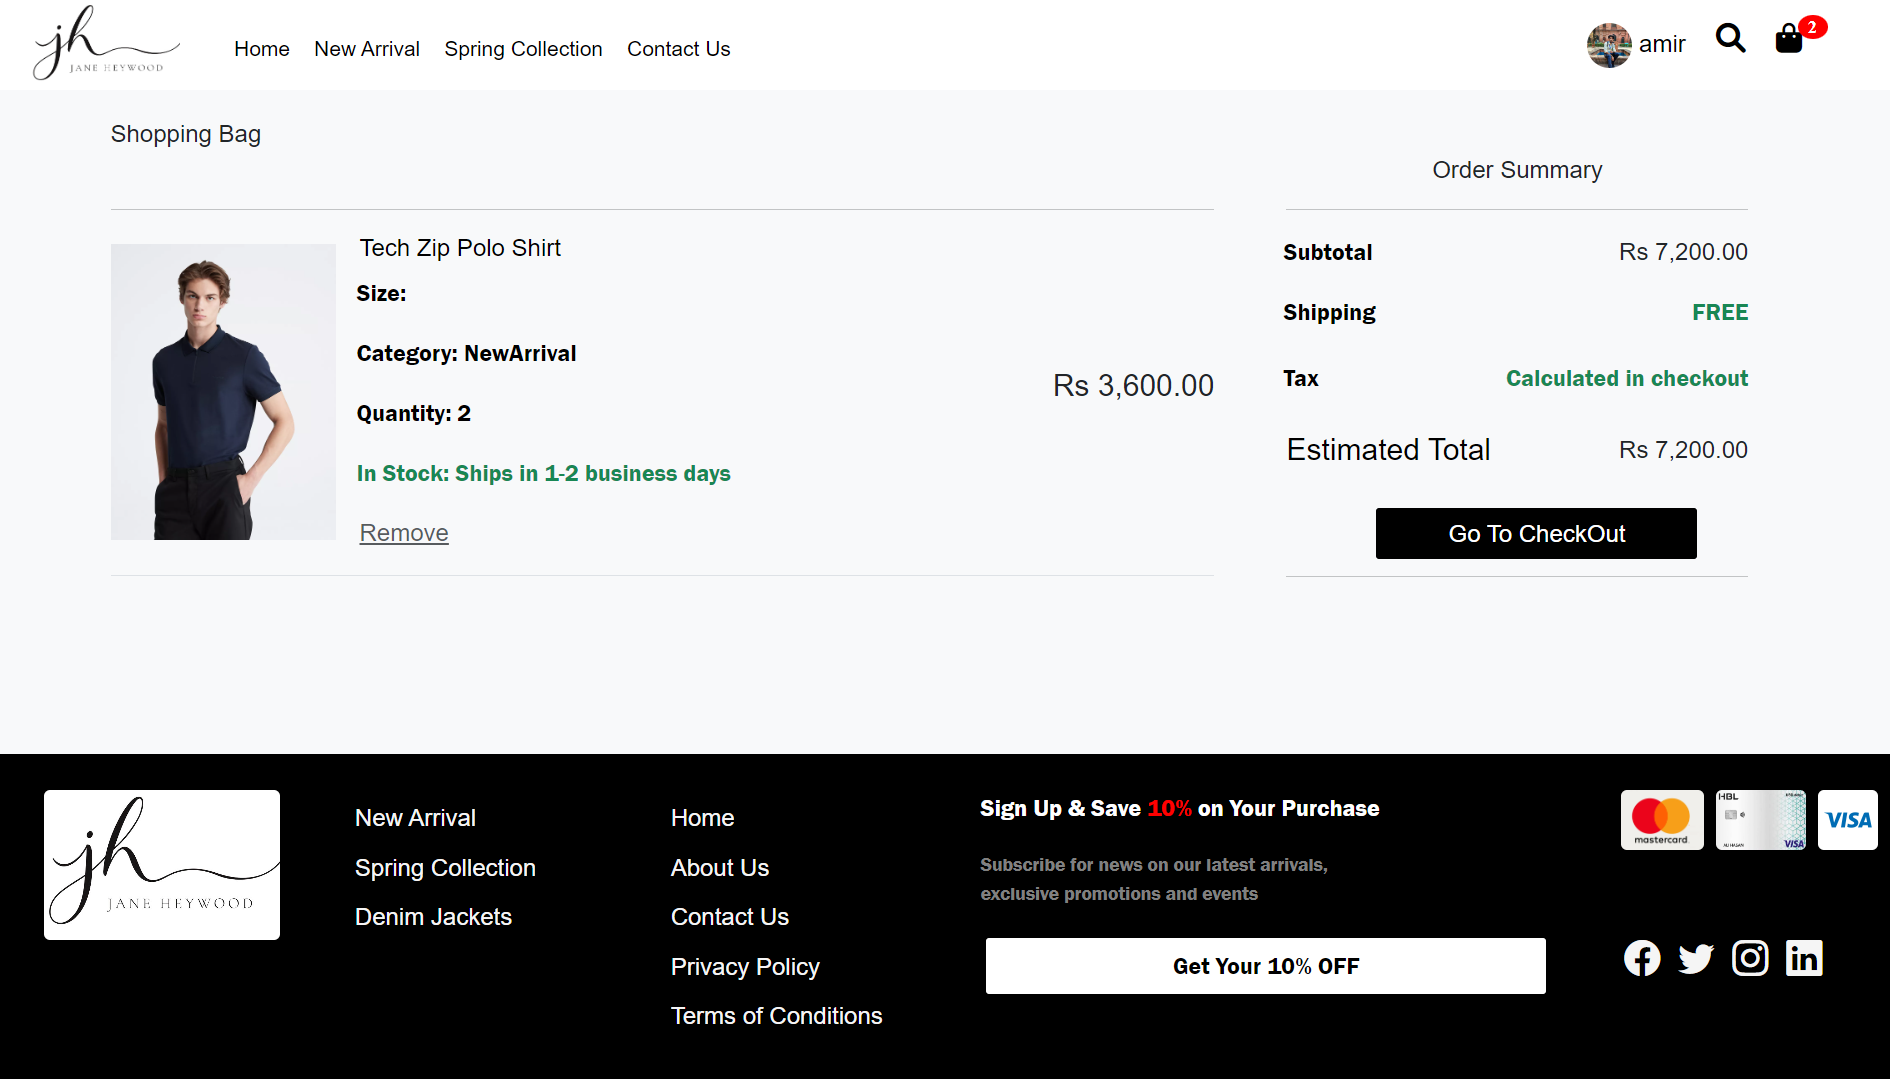 jh
JANE HEYWOOD
Home New Arrival Spring Collection Contact Us
amir
2
Shopping Bag
Tech Zip Polo Shirt
Size:
Category: NewArrival
Quantity: 2
In Stock: Ships in 1-2 business days
Remove
Rs 3,600.00
Order Summary
Subtotal Rs 7,200.00
Shipping FREE
Tax Calculated in checkout
Estimated Total Rs 7,200.00
Go To CheckOut
jh
JANE HEYWOOD
New Arrival
Spring Collection
Denim Jackets
Home
About Us
Contact Us
Privacy Policy
Terms of Conditions
Sign Up & Save 10% on Your Purchase
Subscribe for news on our latest arrivals,
exclusive promotions and events
Get Your 10% OFF
mastercard
HBL
ALI HASAN
VISA
VISA